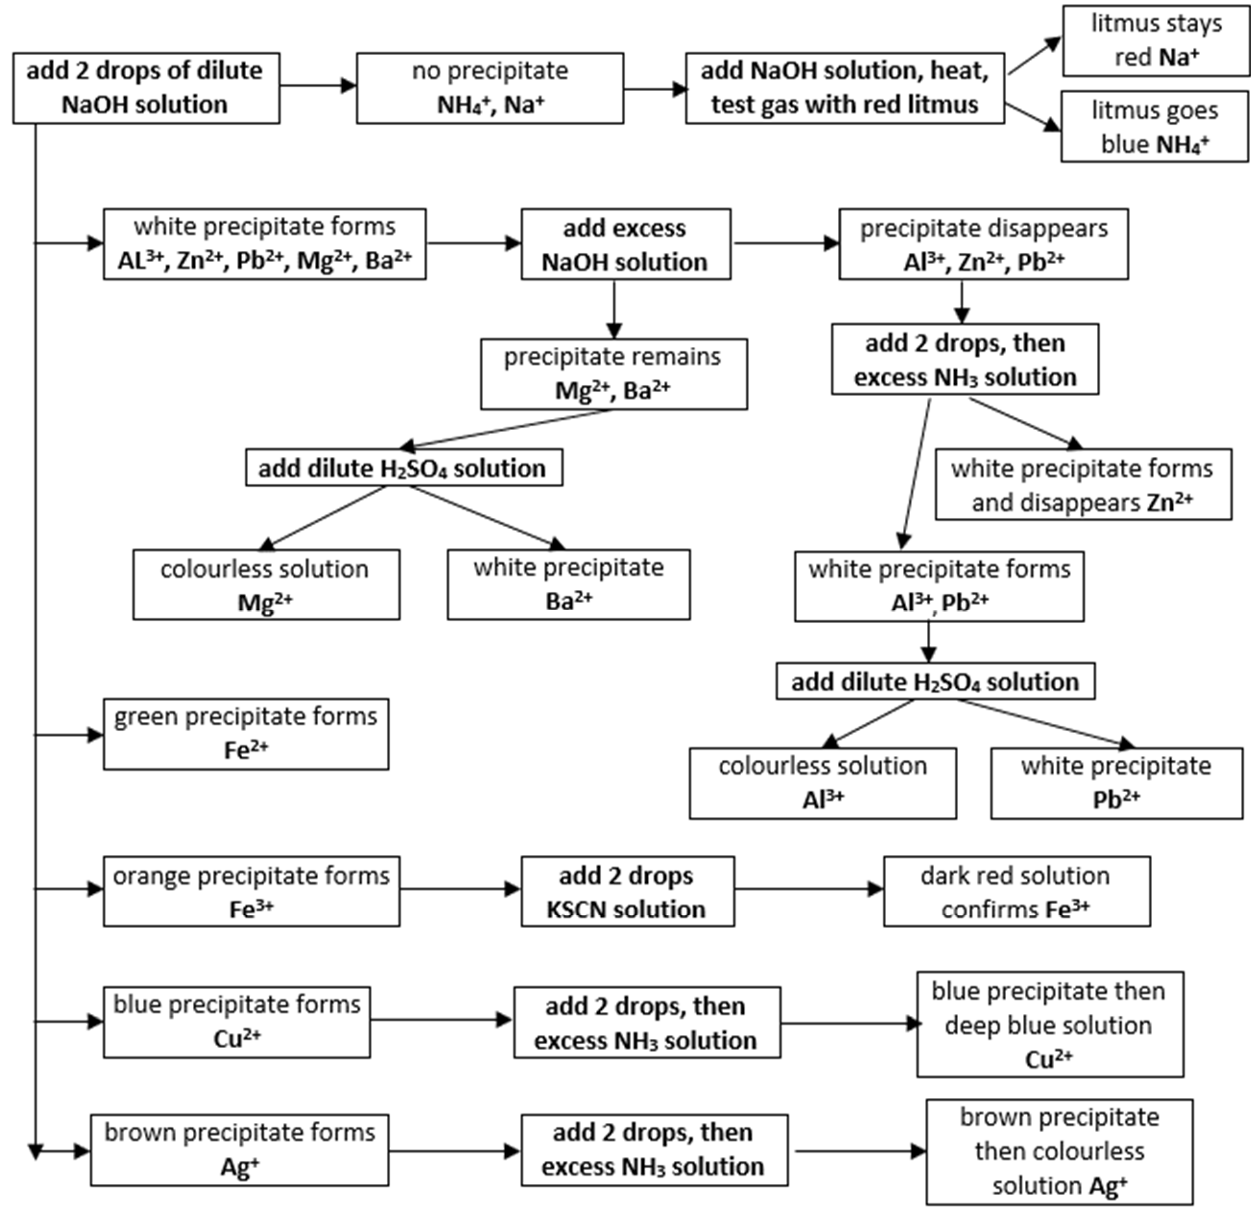 add 2 drops of dilute
NaOH solution
no precipitate
NH₄⁺, Na⁺
add NaOH solution, heat,
test gas with red litmus
litmus stays
red Na⁺
litmus goes
blue NH₄⁺
white precipitate forms
AL³⁺, Zn²⁺, Pb²⁺, Mg²⁺, Ba²⁺
add excess
NaOH solution
precipitate disappears
Al³⁺, Zn²⁺, Pb²⁺
precipitate remains
Mg²⁺, Ba²⁺
add 2 drops, then
excess NH₃ solution
add dilute H₂SO₄ solution
white precipitate forms
and disappears Zn²⁺
colourless solution
Mg²⁺
white precipitate
Ba²⁺
white precipitate forms
Al³⁺, Pb²⁺
add dilute H₂SO₄ solution
green precipitate forms
Fe²⁺
colourless solution
Al³⁺
white precipitate
Pb²⁺
orange precipitate forms
Fe³⁺
add 2 drops
KSCN solution
dark red solution
confirms Fe³⁺
blue precipitate forms
Cu²⁺
add 2 drops, then
excess NH₃ solution
blue precipitate then
deep blue solution
Cu²⁺
brown precipitate forms
Ag⁺
add 2 drops, then
excess NH₃ solution
brown precipitate
then colourless
solution Ag⁺